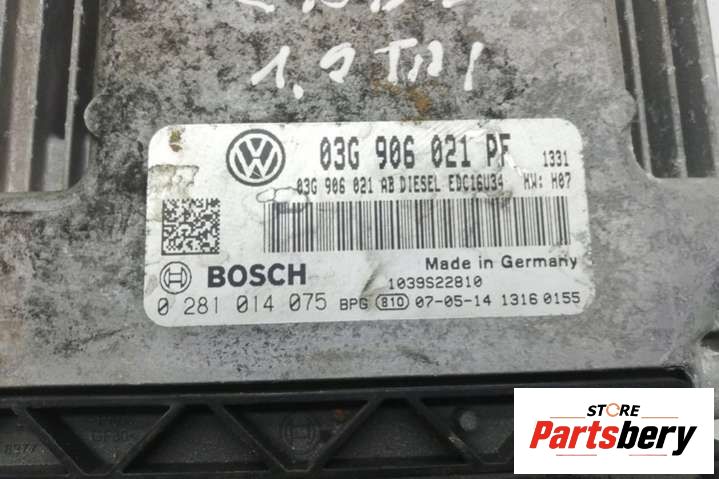 1.9 TDI
03G 906 021 PF 1331
03G 906 021 AB DIESEL EDC16U34 HW: H07
BOSCH
Made in Germany
1039S22810
0 281 014 075 BPG 810 07-05-14 1316 0155
STORE
Partsbery